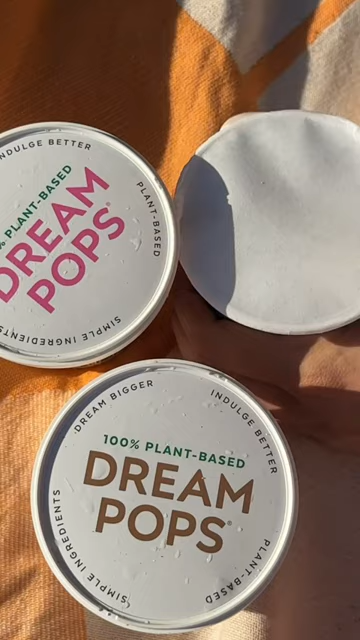 INDULGE BETTER
% PLANT-BASED
DREAM
POPS®
PLANT-BASED
SIMPLE INGREDIENTS
DREAM BIGGER
INDULGE BETTER
100% PLANT-BASED
DREAM
POPS®
SIMPLE INGREDIENTS
PLANT-BASED